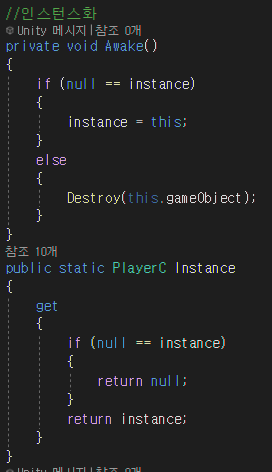 //인스턴스화
Unity 메시지|참조 0개
private void Awake()
{
if (null == instance)
{
instance = this;
}
else
{
Destroy(this.gameObject);
}
}
참조 10개
public static PlayerC Instance
{
get
{
if (null == instance)
{
return null;
}
return instance;
}
}
Unity 메시지|참조 0개